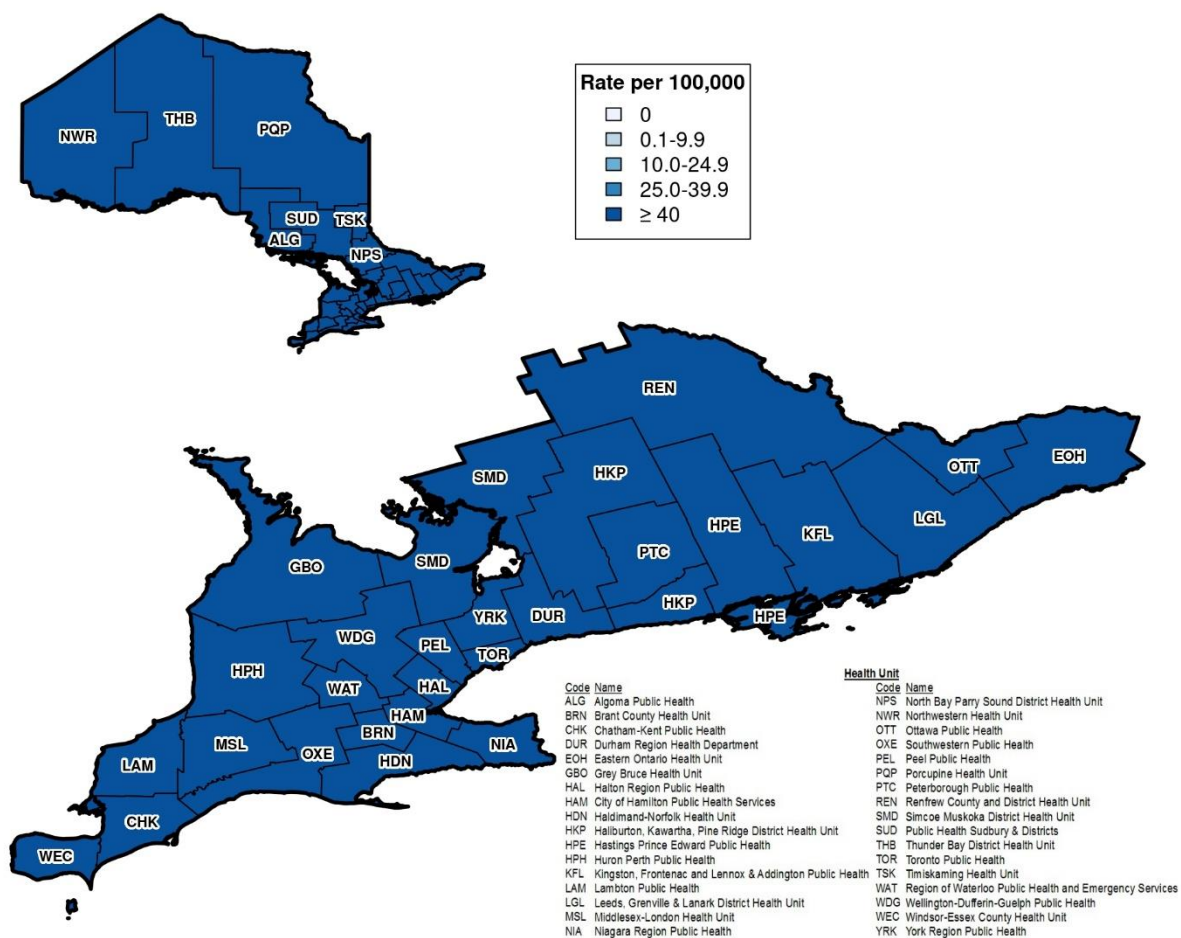 Rate per 100,000
0
0.1-9.9
10.0-24.9
25.0-39.9
≥ 40
NWR
THB
PQP
SUD
TSK
ALG
NPS
REN
SMD
HKP
OTT
EOH
HPE
KFL
LGL
GBO
SMD
PTC
HKP
HPE
YRK
DUR
WDG
PEL
TOR
HPH
WAT
HAL
HAM
BRN
MSL
OXE
HDN
NIA
LAM
CHK
WEC
Health Unit
Code Name
ALG Algoma Public Health
BRN Brant County Health Unit
CHK Chatham-Kent Public Health
DUR Durham Region Health Department
EOH Eastern Ontario Health Unit
GBO Grey Bruce Health Unit
HAL Halton Region Public Health
HAM City of Hamilton Public Health Services
HDN Haldimand-Norfolk Health Unit
HKP Haliburton, Kawartha, Pine Ridge District Health Unit
HPE Hastings Prince Edward Public Health
HPH Huron Perth Public Health
KFL Kingston, Frontenac and Lennox & Addington Public Health
LAM Lambton Public Health
LGL Leeds, Grenville & Lanark District Health Unit
MSL Middlesex-London Health Unit
NIA Niagara Region Public Health
Code Name
NPS North Bay Parry Sound District Health Unit
NWR Northwestern Health Unit
OTT Ottawa Public Health
OXE Southwestern Public Health
PEL Peel Public Health
PQP Porcupine Health Unit
PTC Peterborough Public Health
REN Renfrew County and District Health Unit
SMD Simcoe Muskoka District Health Unit
SUD Public Health Sudbury & Districts
THB Thunder Bay District Health Unit
TOR Toronto Public Health
TSK Timiskaming Health Unit
WAT Region of Waterloo Public Health and Emergency Services
WDG Wellington-Dufferin-Guelph Public Health
WEC Windsor-Essex County Health Unit
YRK York Region Public Health